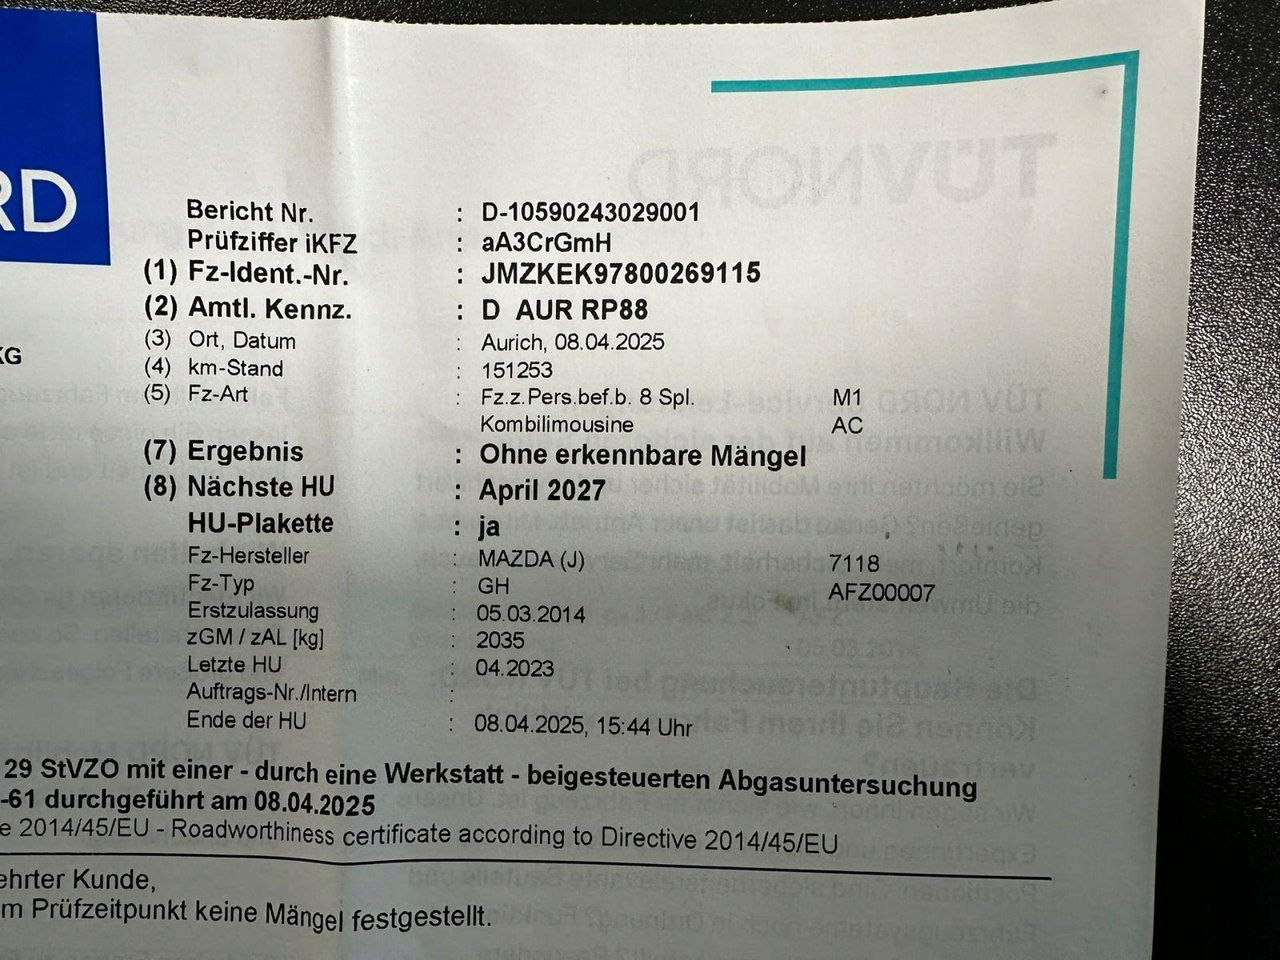 RD
Bericht Nr. : D-10590243029001
Prüfziffer iKFZ : aA3CrGmH
(1) Fz-Ident.-Nr. : JMZKEK97800269115
(2) Amtl. Kennz. : D AUR RP88
KG
(3) Ort, Datum : Aurich, 08.04.2025
(4) km-Stand : 151253
(5) Fz-Art : Fz.z.Pers.bef.b. 8 Spl. M1
Kombilimousine AC
(7) Ergebnis : Ohne erkennbare Mängel
(8) Nächste HU : April 2027
HU-Plakette : ja
Fz-Hersteller : MAZDA (J) 7118
Fz-Typ : GH AFZ00007
Erstzulassung : 05.03.2014
zGM / zAL [kg] : 2035
Letzte HU : 04.2023
Auftrags-Nr./Intern :
Ende der HU : 08.04.2025, 15:44 Uhr
29 StVZO mit einer - durch eine Werkstatt - beigesteuerten Abgasuntersuchung
-61 durchgeführt am 08.04.2025
e 2014/45/EU - Roadworthiness certificate according to Directive 2014/45/EU
ehrter Kunde,
m Prüfzeitpunkt keine Mängel festgestellt.